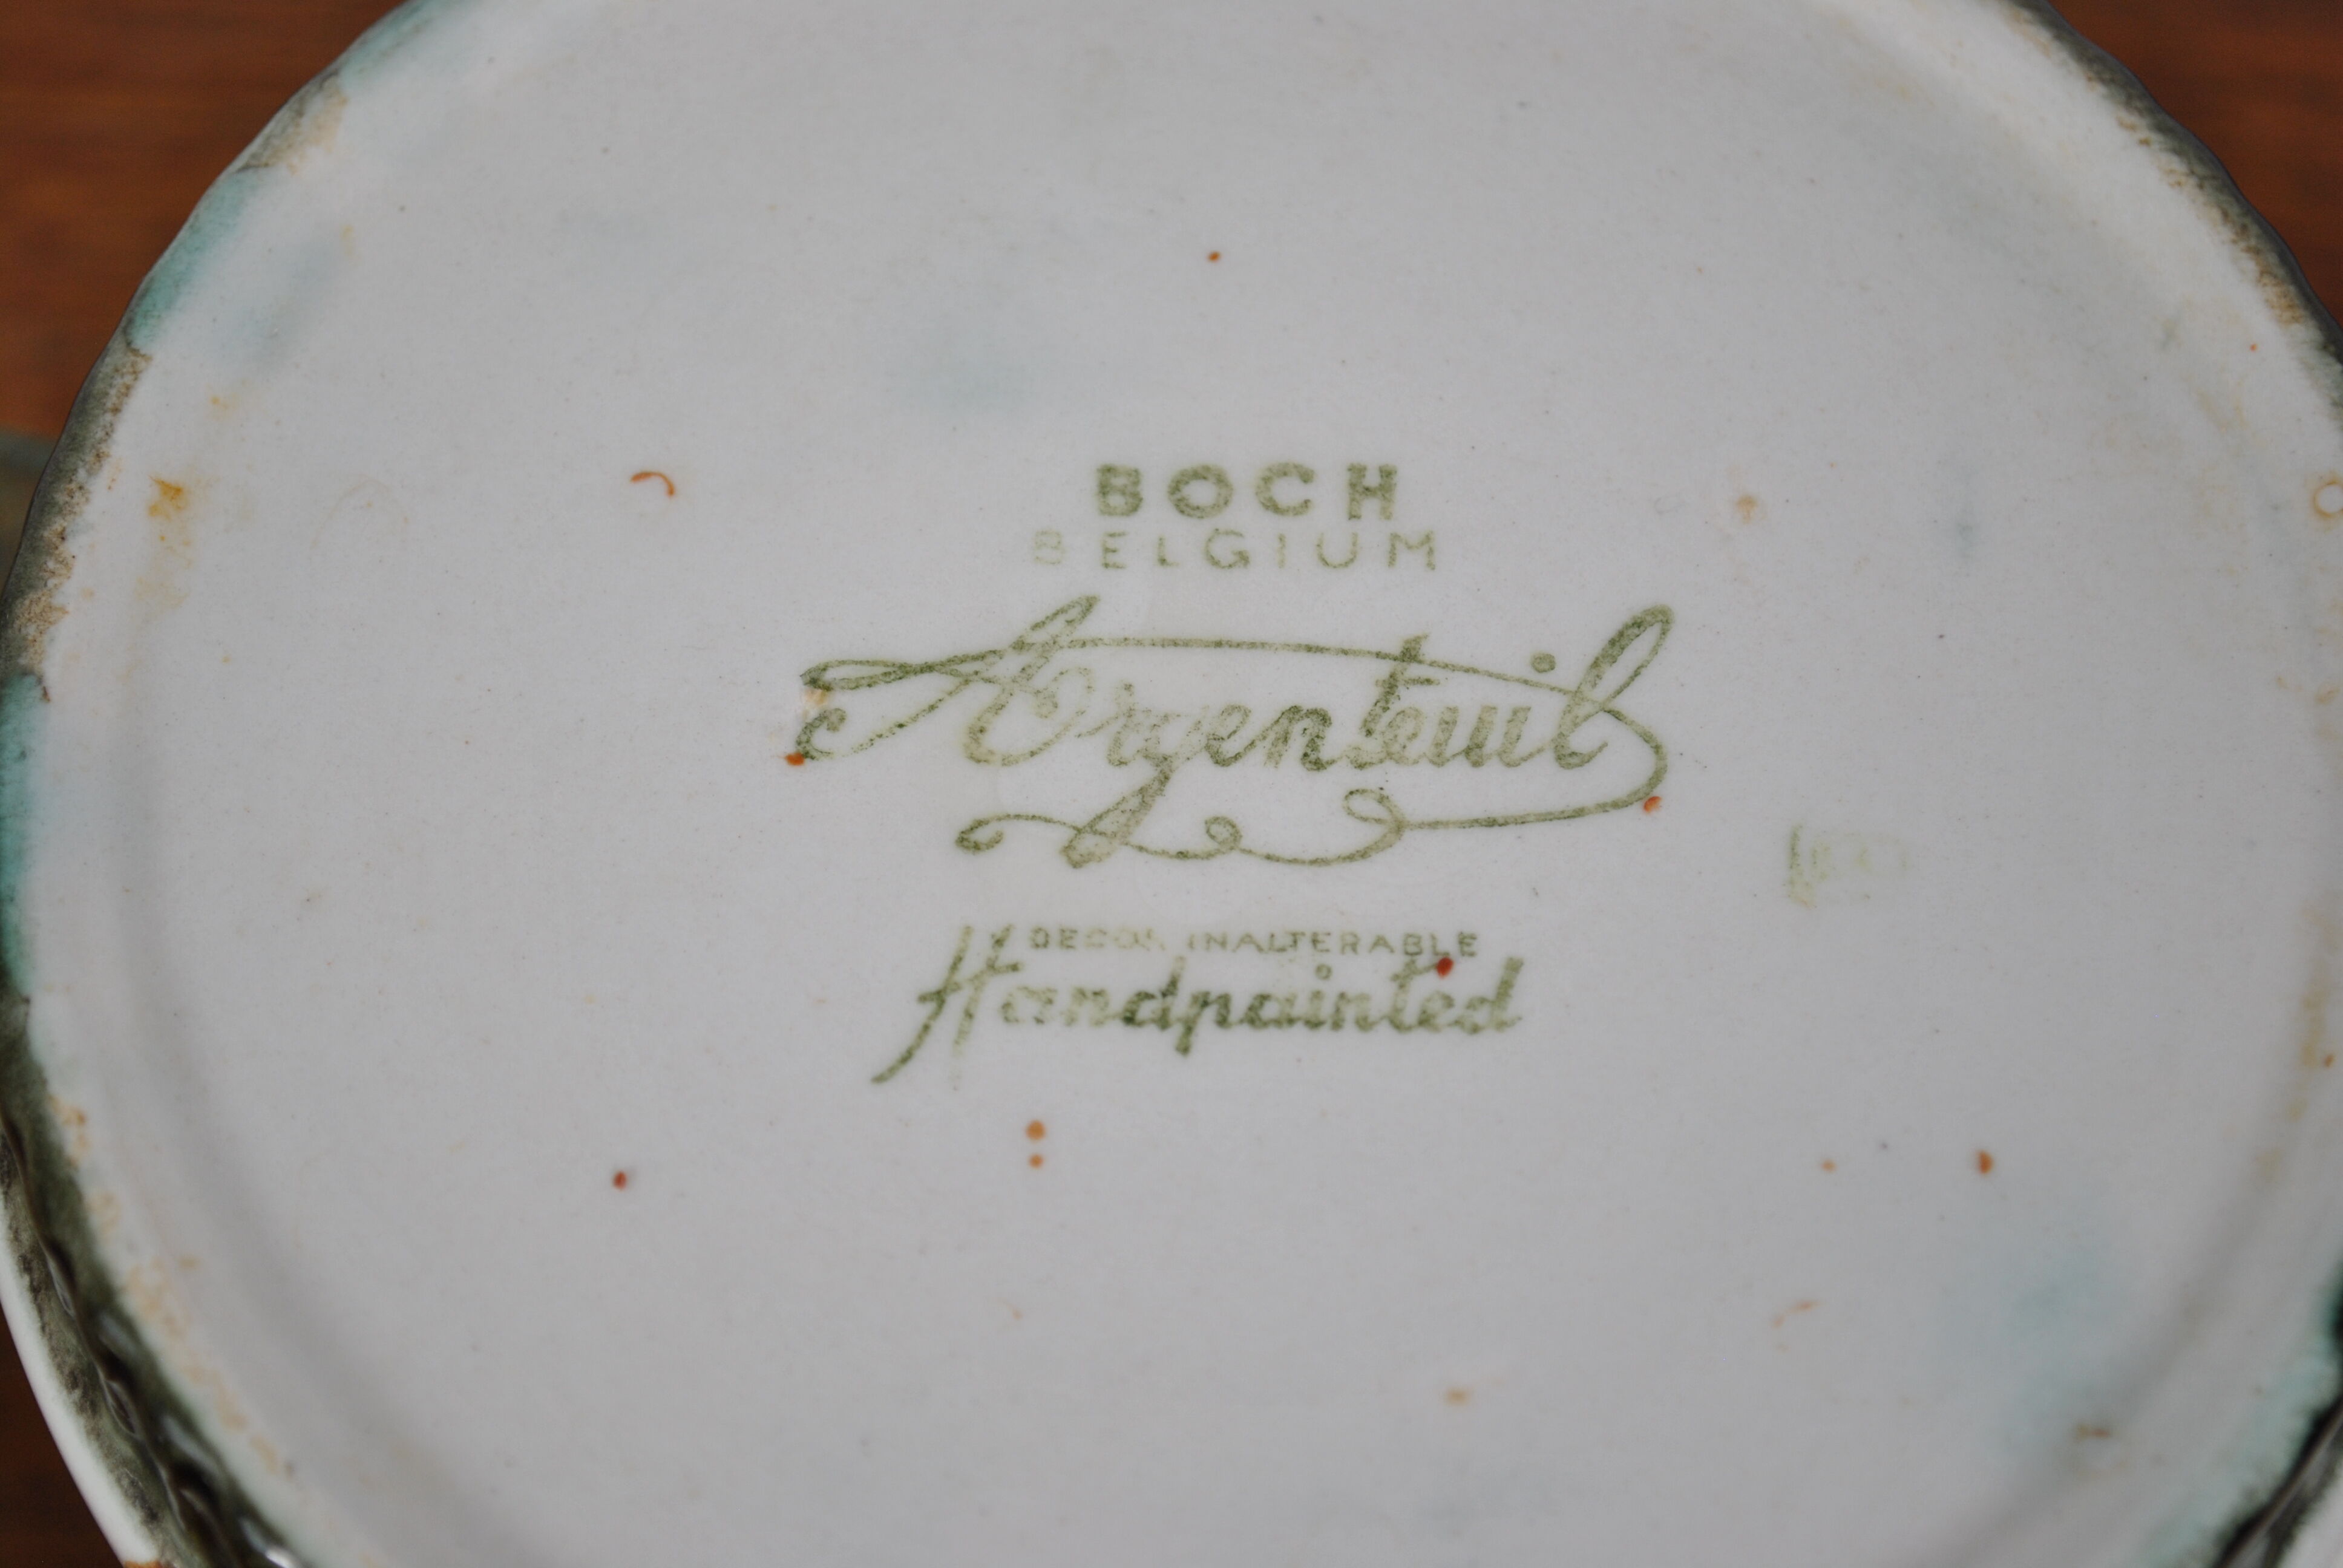 BOCH
BELGIUM
Argenteuil
DECOR INALTERABLE
Handpainted